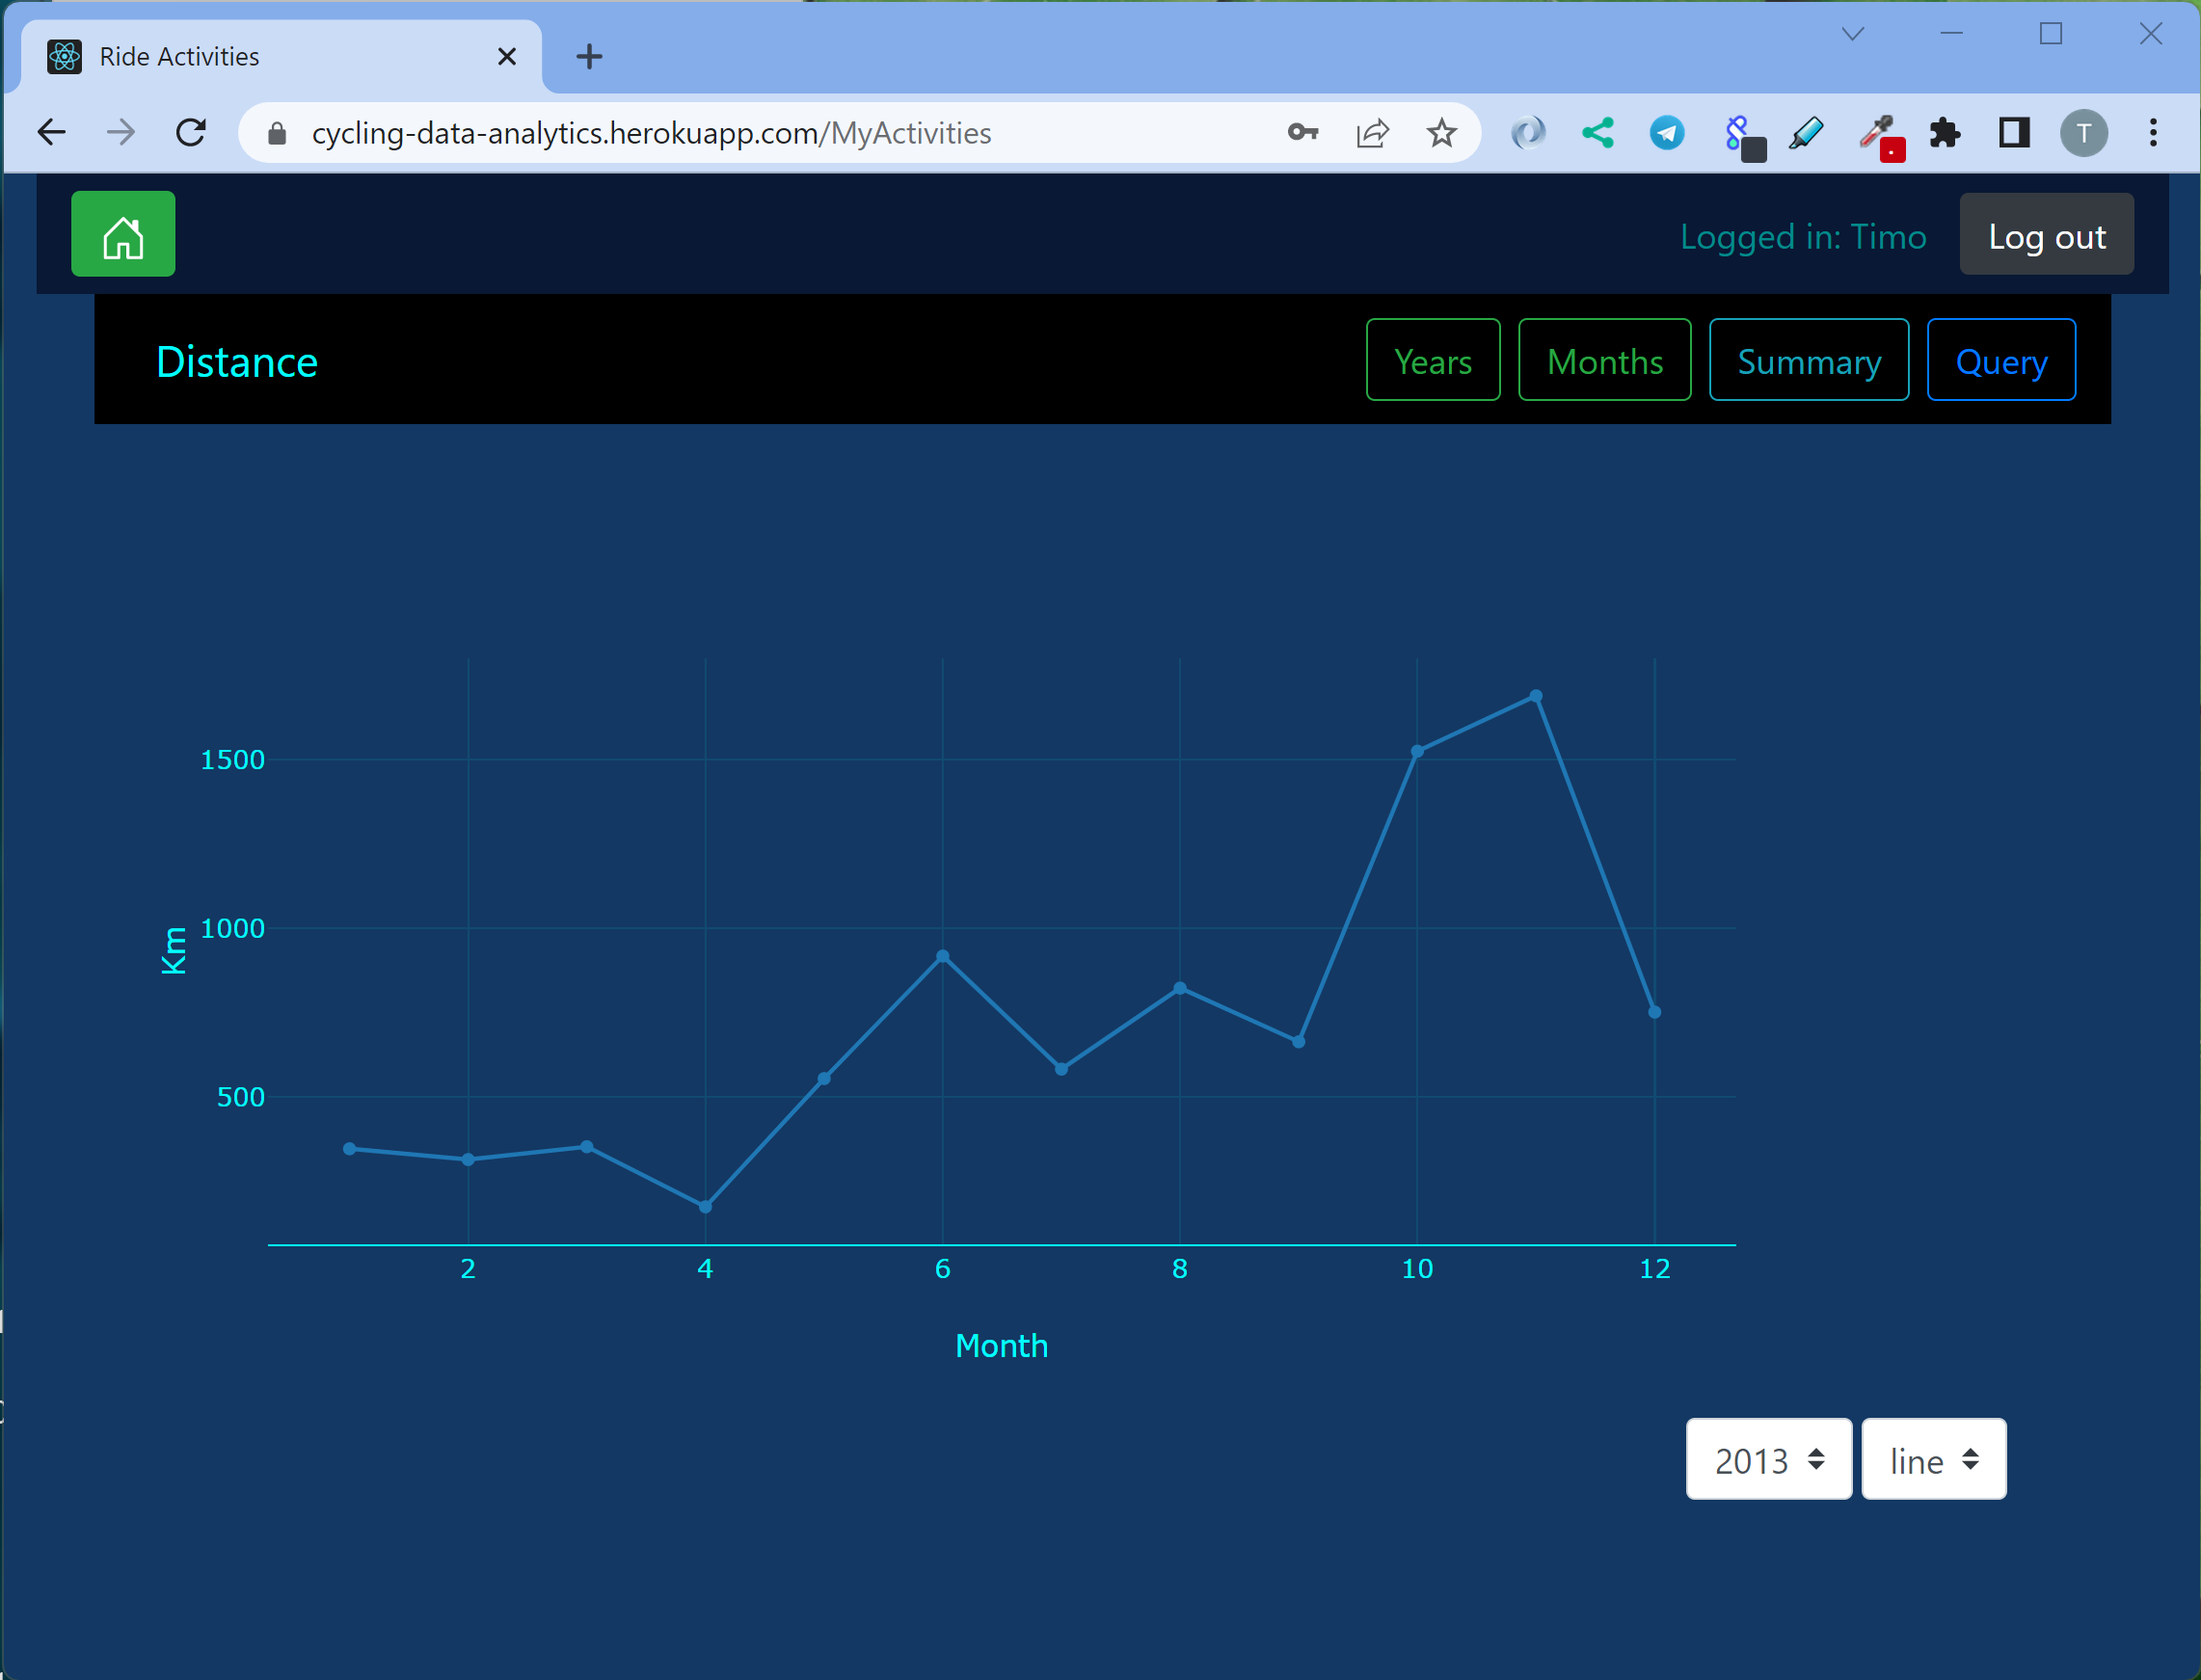 Ride Activities
cycling-data-analytics.herokuapp.com/MyActivities
T
Logged in: Timo
Log out
Distance
Years
Months
Summary
Query
1500
1000
500
Km
2 4 6 8 10 12
Month
2013
line